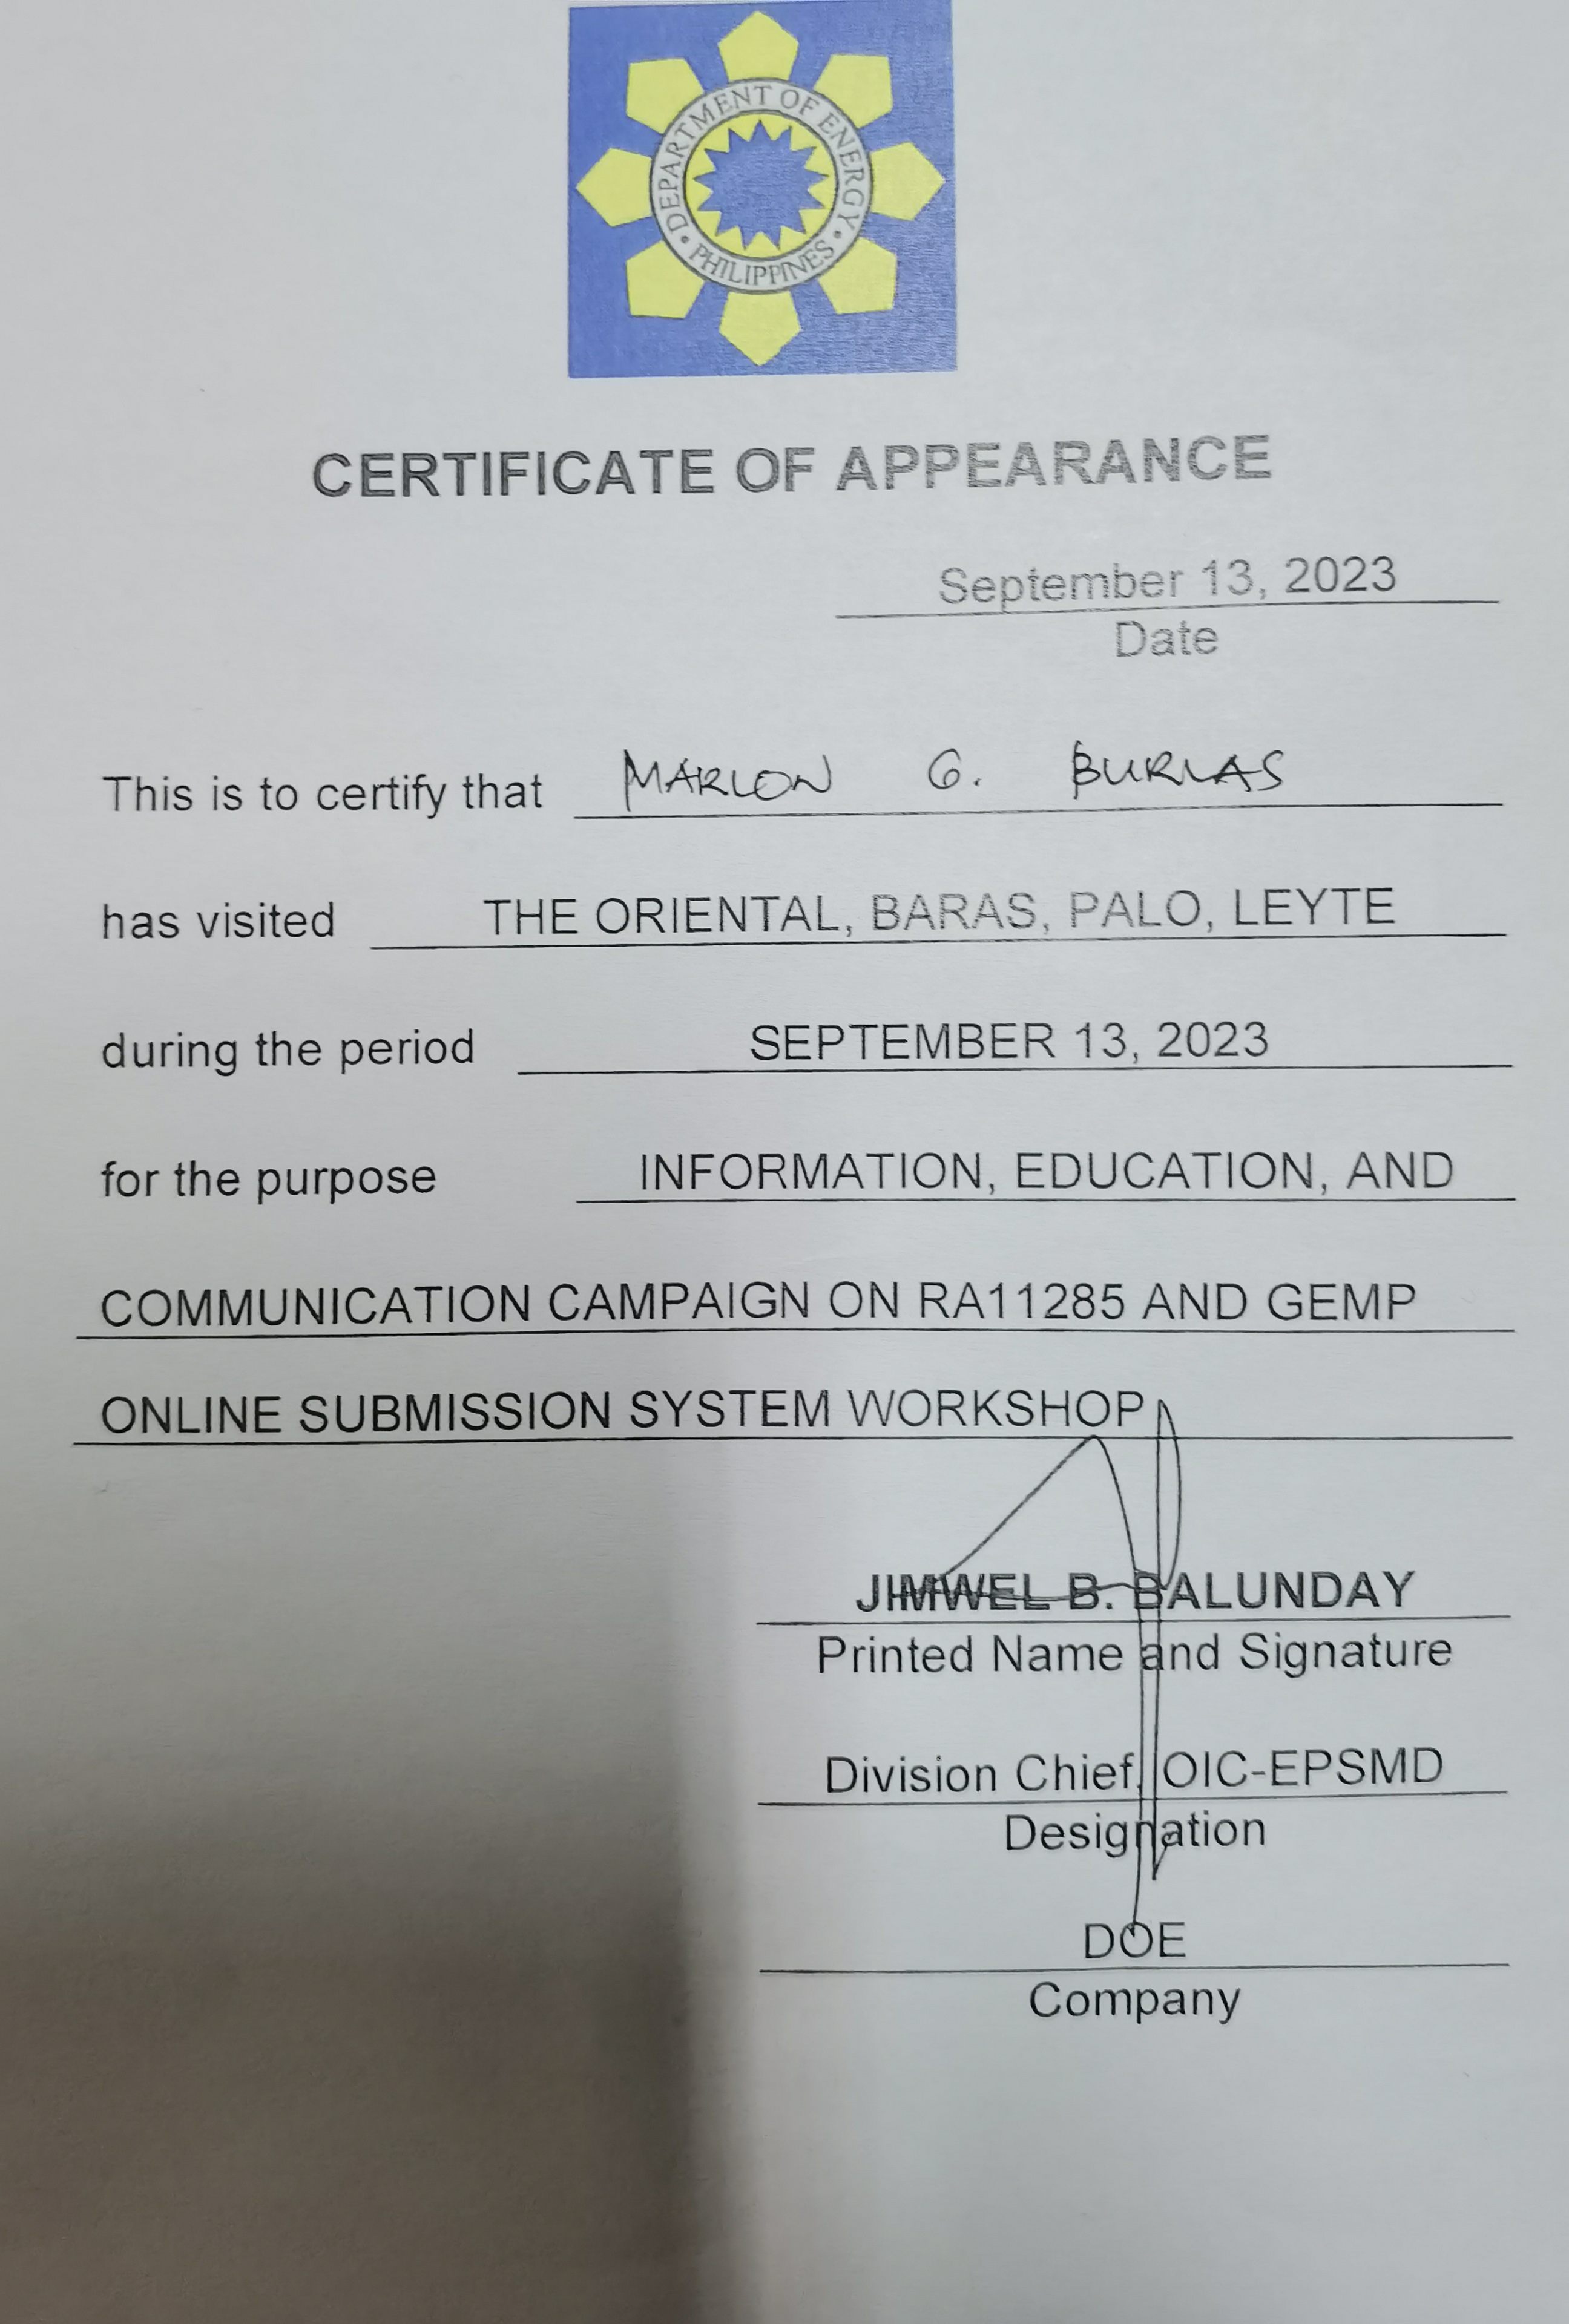 DEPARTMENT OF ENERGY
PHILIPPINES
CERTIFICATE OF APPEARANCE
September 13, 2023
Date
This is to certify that MARLON G. BURLAS
has visited THE ORIENTAL, BARAS, PALO, LEYTE
during the period SEPTEMBER 13, 2023
for the purpose INFORMATION, EDUCATION, AND
COMMUNICATION CAMPAIGN ON RA11285 AND GEMP
ONLINE SUBMISSION SYSTEM WORKSHOP
JIMWEL B. BALUNDAY
Printed Name and Signature
Division Chief, OIC-EPSMD
Designation
DOE
Company